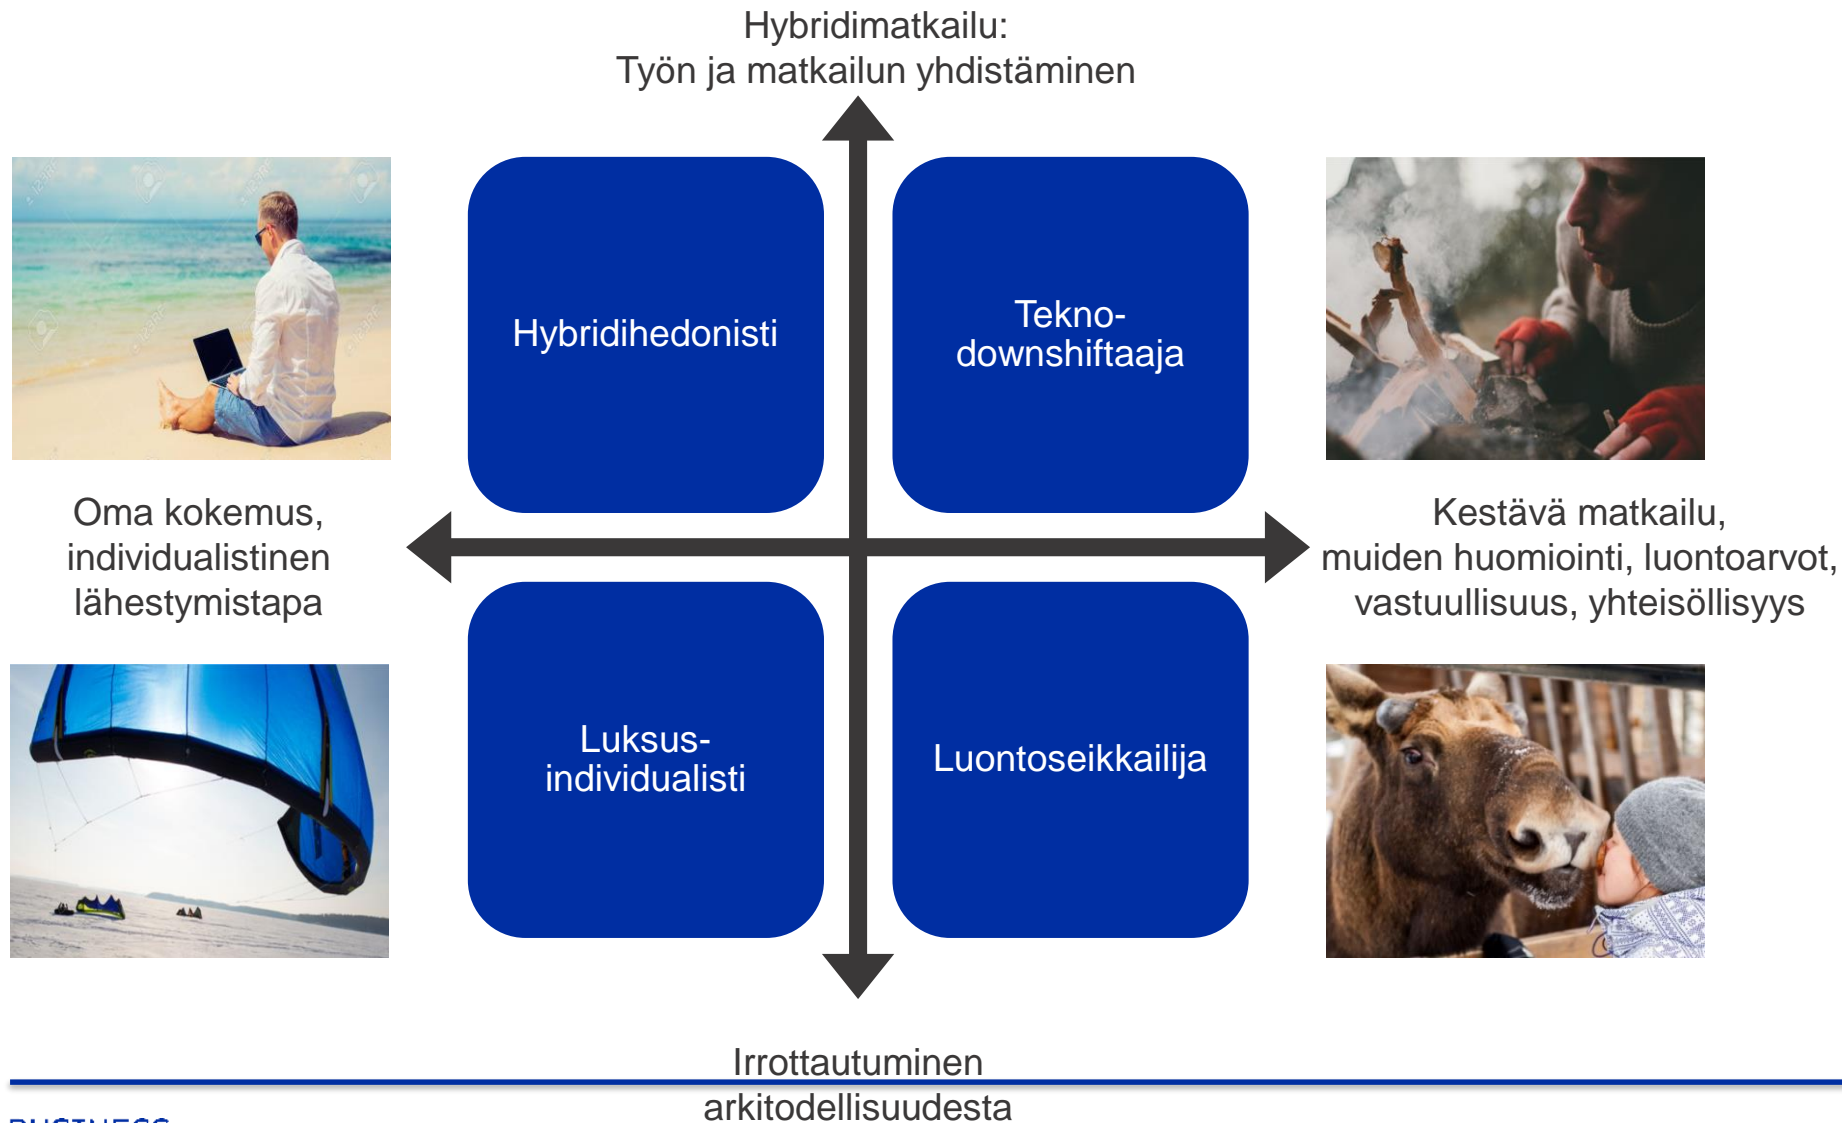 Hybridimatkailu:
Työn ja matkailun yhdistäminen
Hybridihedonisti
Tekno-
downshiftaaja
Oma kokemus,
individualistinen
lähestymistapa
Kestävä matkailu,
muiden huomiointi, luontoarvot,
vastuullisuus, yhteisöllisyys
Luksus-
individualisti
Luontoseikkailija
Irrottautuminen
arkitodellisuudesta
BUSINESS